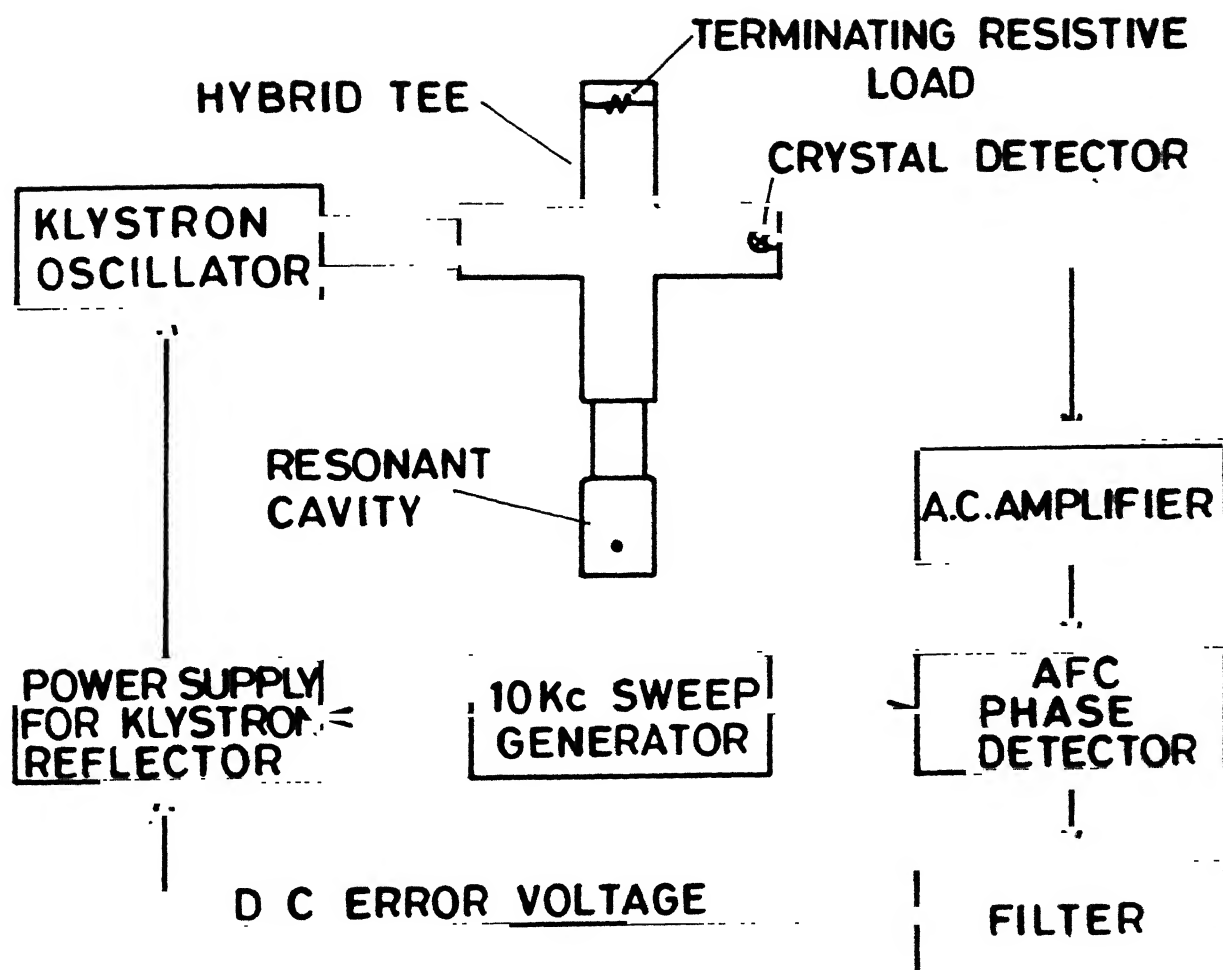 TERMINATING RESISTIVE
LOAD
HYBRID TEE
CRYSTAL DETECTOR
KLYSTRON
OSCILLATOR
RESONANT
CAVITY
A.C.AMPLIFIER
POWER SUPPLY
FOR KLYSTRON
REFLECTOR
10Kc SWEEP
GENERATOR
AFC
PHASE
DETECTOR
D C ERROR VOLTAGE
FILTER